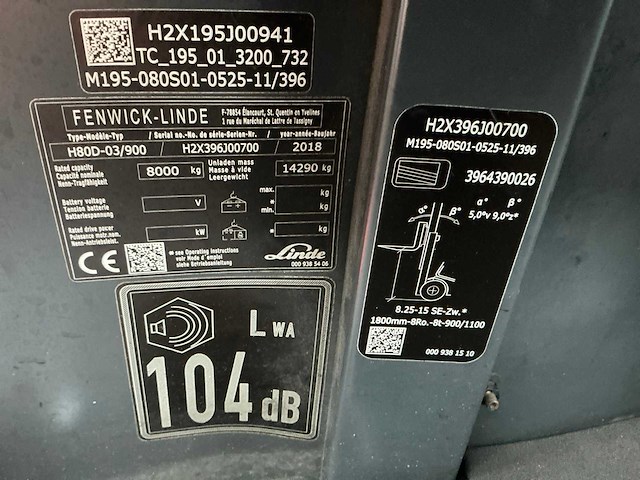 H2X195J00941
TC_195_01_3200_732
M195-080S01-0525-11/396
FENWICK-LINDE
F-78854 Élancourt, St. Quentin en Yvelines
1 rue du Maréchal de Lattre de Tassigny
Type-Modèle-Typ / Serial no.-No. de série-Serien-Nr. / year-année-Baujahr
H80D-03/900 / H2X396J00700 / 2018
Rated capacity
Capacité nominale
Nenn-Tragfähigkeit
8000 kg
Unladen mass
Masse à vide
Leergewicht
14290 kg
Battery voltage
Tension batterie
Batteriespannung
V
max. kg
*
min. kg
Rated drive power
Puissance motr. nom.
Nenn-Antriebsleist.
kW
* kg
CE
* see Operating Instructions
voir Mode d'emploi
siehe Betriebsanleitung
Linde
000 938 54 06
LWA
104 dB
H2X396J00700
M195-080S01-0525-11/396
3964390026
α° β°
5,0°v 9,0°z*
α° β°
8.25-15 SE-Zw.*
1800mm-8Ro.-8t-900/1100
000 938 15 10